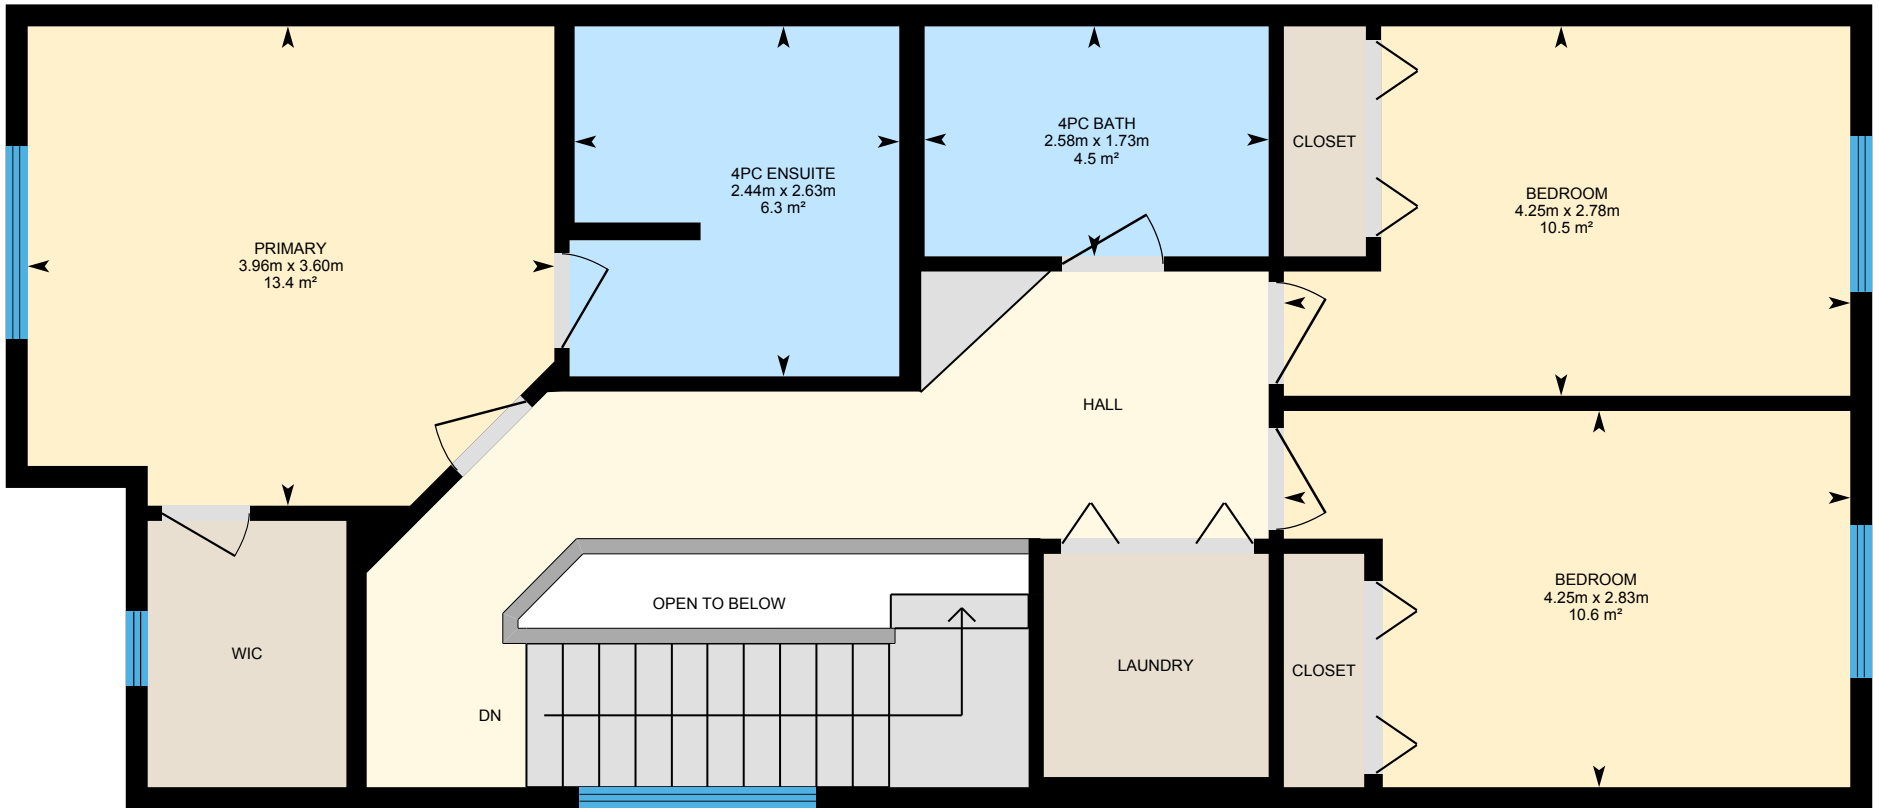 PRIMARY
3.96m x 3.60m
13.4 m²
4PC ENSUITE
2.44m x 2.63m
6.3 m²
4PC BATH
2.58m x 1.73m
4.5 m²
CLOSET
BEDROOM
4.25m x 2.78m
10.5 m²
HALL
BEDROOM
4.25m x 2.83m
10.6 m²
OPEN TO BELOW
WIC
LAUNDRY
CLOSET
DN